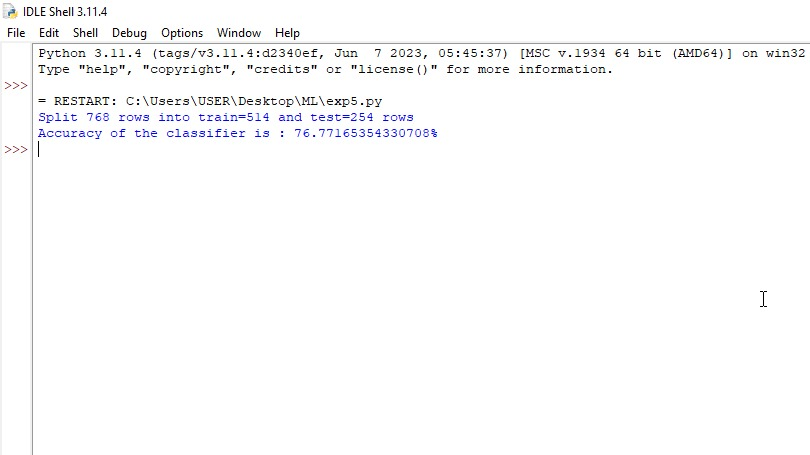 IDLE Shell 3.11.4
File Edit Shell Debug Options Window Help
Python 3.11.4 (tags/v3.11.4:d2340ef, Jun  7 2023, 05:45:37) [MSC v.1934 64 bit (AMD64)] on win32
Type "help", "copyright", "credits" or "license()" for more information.
>>>
= RESTART: C:\Users\USER\Desktop\ML\exp5.py
Split 768 rows into train=514 and test=254 rows
Accuracy of the classifier is : 76.77165354330708%
>>>